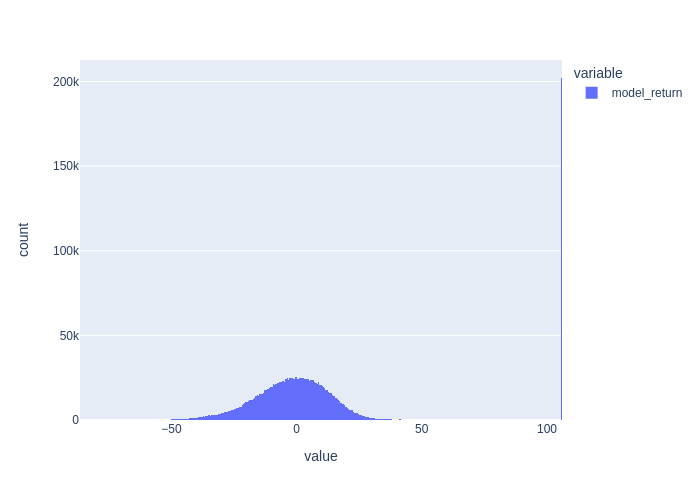 variable
model_return
200k
150k
100k
50k
0
−50
0
50
100
count
value